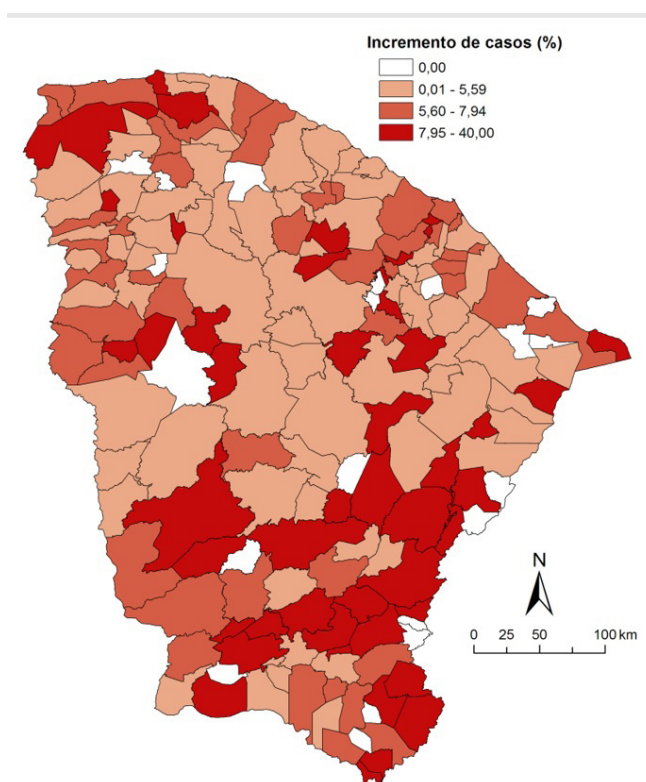 Incremento de casos (%)
0,00
0,01 - 5,59
5,60 - 7,94
7,95 - 40,00
N
0 25 50 100 km